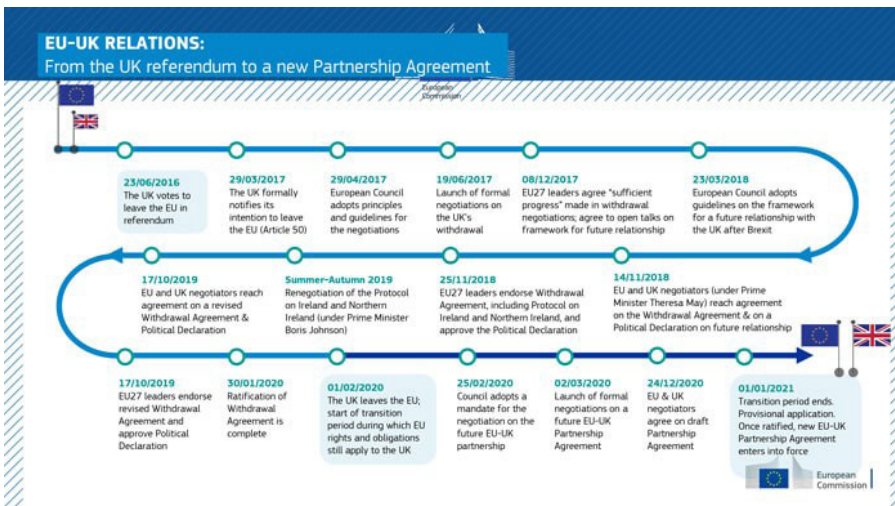 EU-UK RELATIONS:
From the UK referendum to a new Partnership Agreement
European
Commission
23/06/2016
The UK votes to
leave the EU in
referendum
29/03/2017
The UK formally
notifies its
intention to leave
the EU (Article 50)
29/04/2017
European Council
adopts principles
and guidelines for
the negotiations
19/06/2017
Launch of formal
negotiations on
the UK's
withdrawal
08/12/2017
EU27 leaders agree "sufficient
progress" made in withdrawal
negotiations; agree to open talks on
framework for future relationship
23/03/2018
European Council adopts
guidelines on the framework
for a future relationship with
the UK after Brexit
17/10/2019
EU and UK negotiators reach
agreement on a revised
Withdrawal Agreement &
Political Declaration
Summer-Autumn 2019
Renegotiation of the Protocol
on Ireland and Northern
Ireland (under Prime Minister
Boris Johnson)
25/11/2018
EU27 leaders endorse Withdrawal
Agreement, including Protocol on
Ireland and Northern Ireland, and
approve the Political Declaration
14/11/2018
EU and UK negotiators (under Prime
Minister Theresa May) reach agreement
on the Withdrawal Agreement & on a
Political Declaration on future relationship
17/10/2019
EU27 leaders endorse
revised Withdrawal
Agreement and
approve Political
Declaration
30/01/2020
Ratification of
Withdrawal
Agreement is
complete
01/02/2020
The UK leaves the EU;
start of transition
period during which EU
rights and obligations
still apply to the UK
25/02/2020
Council adopts a
mandate for the
negotiation on the
future EU-UK
partnership
02/03/2020
Launch of formal
negotiations on a
future EU-UK
Partnership
Agreement
24/12/2020
EU & UK
negotiators
agree on draft
Partnership
Agreement
01/01/2021
Transition period ends.
Provisional application.
Once ratified, new EU-UK
Partnership Agreement
enters into force
European
Commission